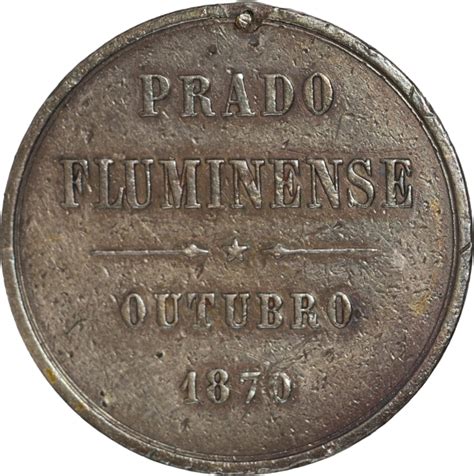 PRADO
FLUMINENSE
OUTUBRO
1870